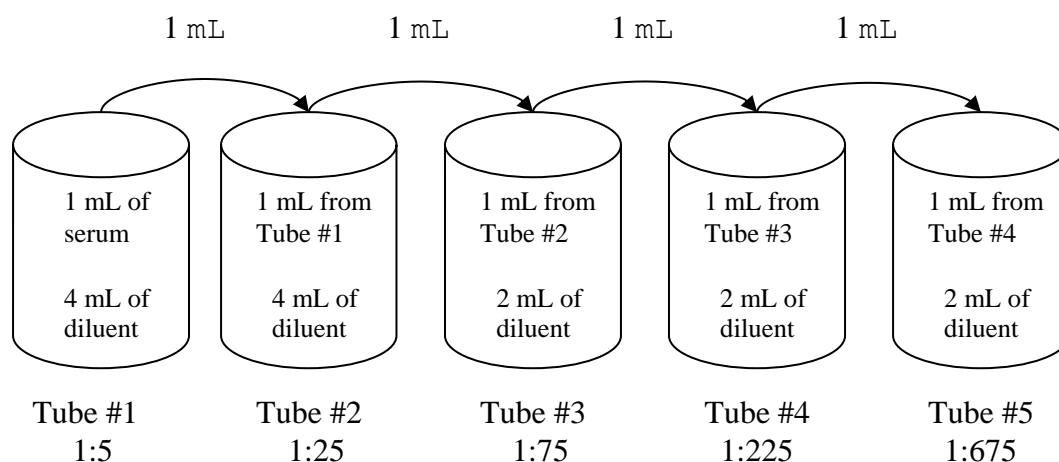 1 mL 1 mL 1 mL 1 mL
1 mL of
serum
4 mL of
diluent
1 mL from
Tube #1
4 mL of
diluent
1 mL from
Tube #2
2 mL of
diluent
1 mL from
Tube #3
2 mL of
diluent
1 mL from
Tube #4
2 mL of
diluent
Tube #1 Tube #2 Tube #3 Tube #4 Tube #5
1:5 1:25 1:75 1:225 1:675